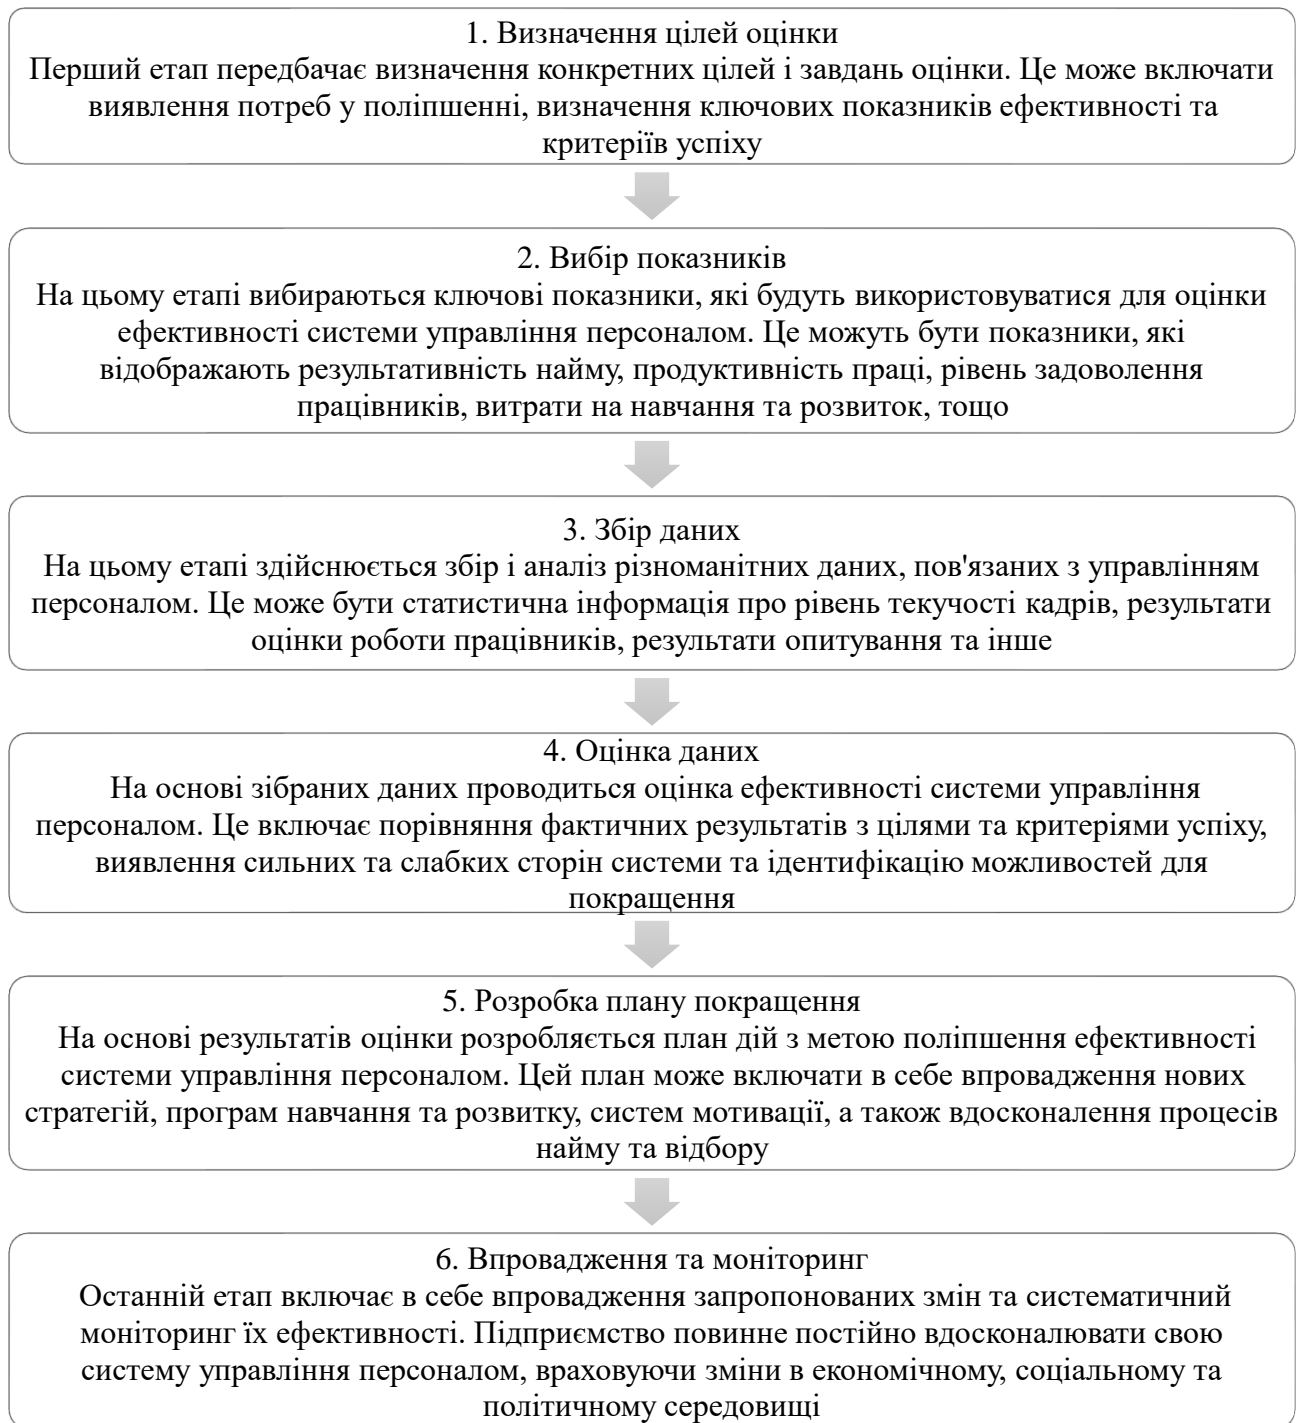 1. Визначення цілей оцінки
Перший етап передбачає визначення конкретних цілей і завдань оцінки. Це може включати
виявлення потреб у поліпшенні, визначення ключових показників ефективності та
критеріїв успіху
2. Вибір показників
На цьому етапі вибираються ключові показники, які будуть використовуватися для оцінки
ефективності системи управління персоналом. Це можуть бути показники, які
відображають результативність найму, продуктивність праці, рівень задоволення
працівників, витрати на навчання та розвиток, тощо
3. Збір даних
На цьому етапі здійснюється збір і аналіз різноманітних даних, пов'язаних з управлінням
персоналом. Це може бути статистична інформація про рівень текучості кадрів, результати
оцінки роботи працівників, результати опитування та інше
4. Оцінка даних
На основі зібраних даних проводиться оцінка ефективності системи управління
персоналом. Це включає порівняння фактичних результатів з цілями та критеріями успіху,
виявлення сильних та слабких сторін системи та ідентифікацію можливостей для
покращення
5. Розробка плану покращення
На основі результатів оцінки розробляється план дій з метою поліпшення ефективності
системи управління персоналом. Цей план може включати в себе впровадження нових
стратегій, програм навчання та розвитку, систем мотивації, а також вдосконалення процесів
найму та відбору
6. Впровадження та моніторинг
Останній етап включає в себе впровадження запропонованих змін та систематичний
моніторинг їх ефективності. Підприємство повинне постійно вдосконалювати свою
систему управління персоналом, враховуючи зміни в економічному, соціальному та
політичному середовищі